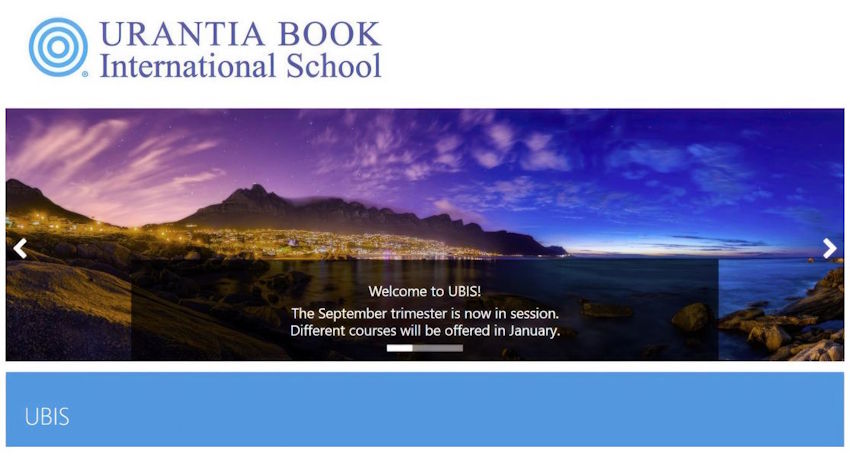 URANTIA BOOK
International School
Welcome to UBIS!
The September trimester is now in session.
Different courses will be offered in January.
UBIS